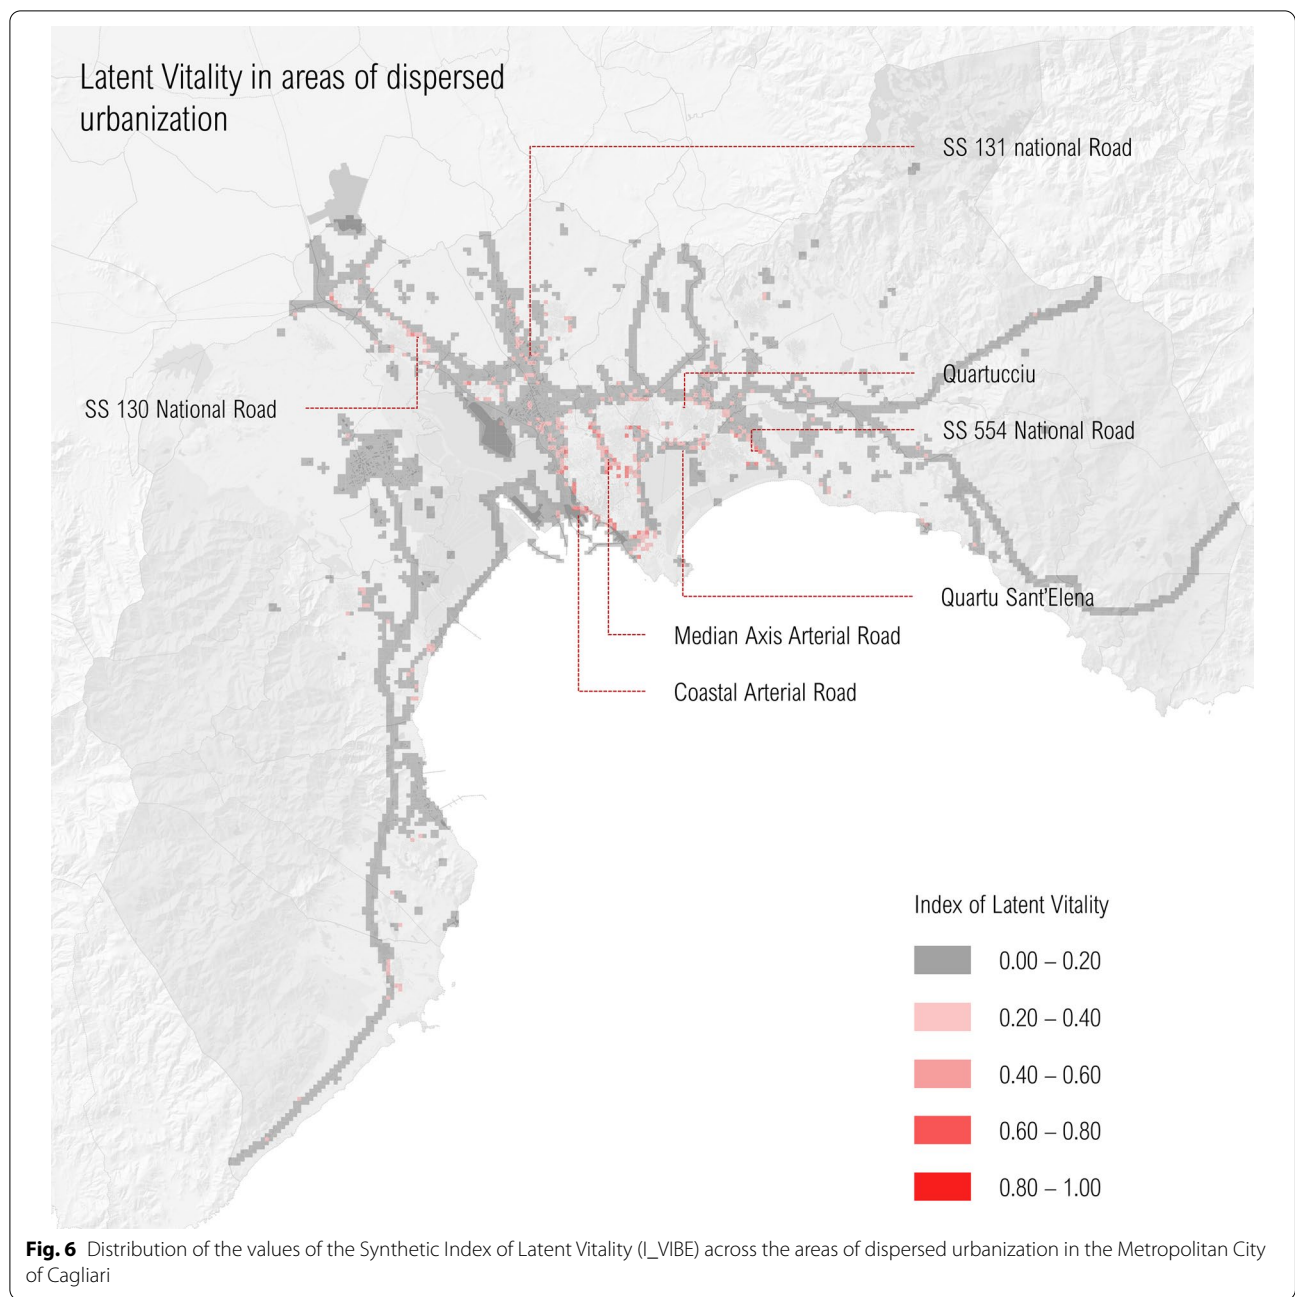 Latent Vitality in areas of dispersed
urbanization
SS 131 national Road
Quartucciu
SS 130 National Road
SS 554 National Road
Quartu Sant'Elena
Median Axis Arterial Road
Coastal Arterial Road
Index of Latent Vitality
0.00 – 0.20
0.20 – 0.40
0.40 – 0.60
0.60 – 0.80
0.80 – 1.00
Fig. 6 Distribution of the values of the Synthetic Index of Latent Vitality (I_VIBE) across the areas of dispersed urbanization in the Metropolitan City
of Cagliari